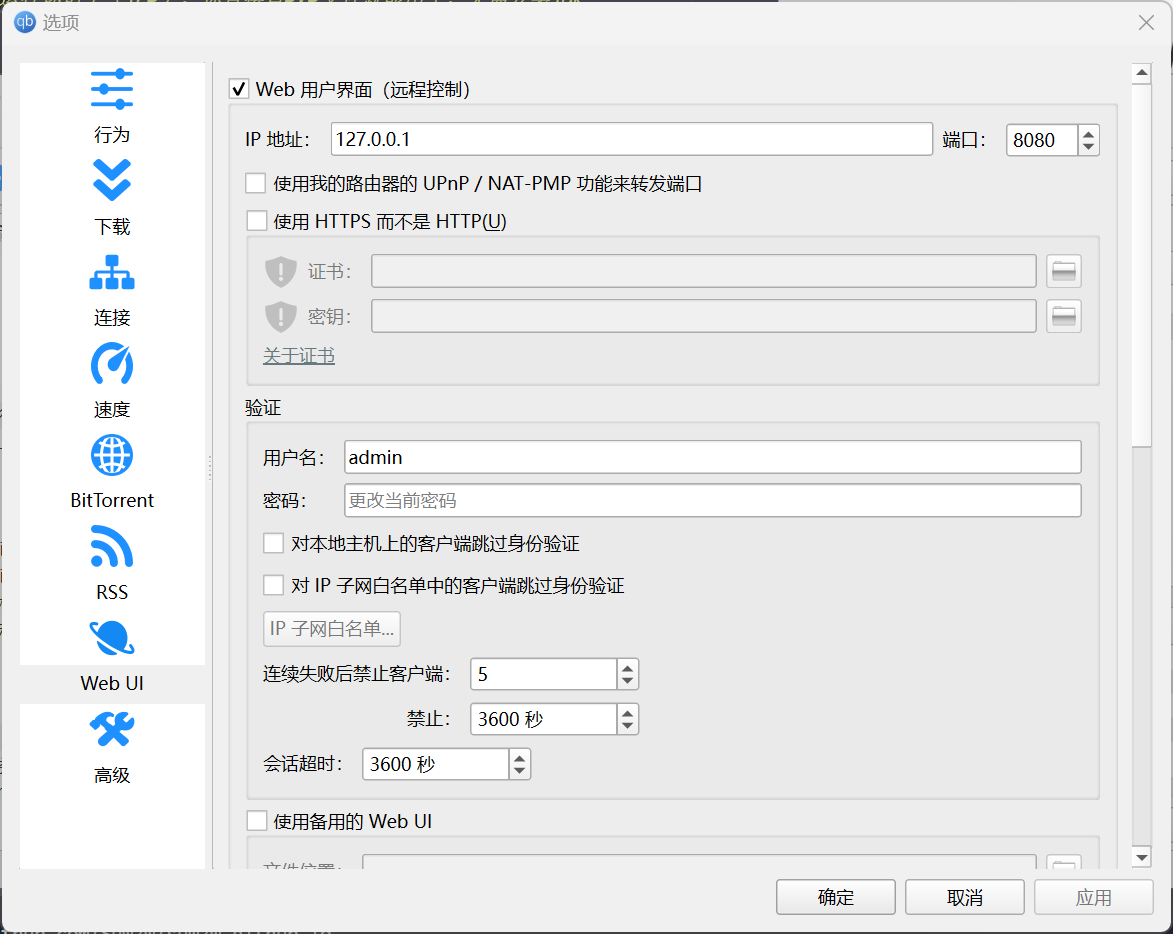 qb 选项
行为
下载
连接
速度
BitTorrent
RSS
Web UI
高级
Web 用户界面（远程控制）
IP 地址： 127.0.0.1 端口： 8080
使用我的路由器的 UPnP / NAT-PMP 功能来转发端口
使用 HTTPS 而不是 HTTP(U)
证书：
密钥：
关于证书
验证
用户名： admin
密码： 更改当前密码
对本地主机上的客户端跳过身份验证
对 IP 子网白名单中的客户端跳过身份验证
IP 子网白名单...
连续失败后禁止客户端： 5
禁止： 3600 秒
会话超时： 3600 秒
使用备用的 Web UI
文件位置：
确定 取消 应用